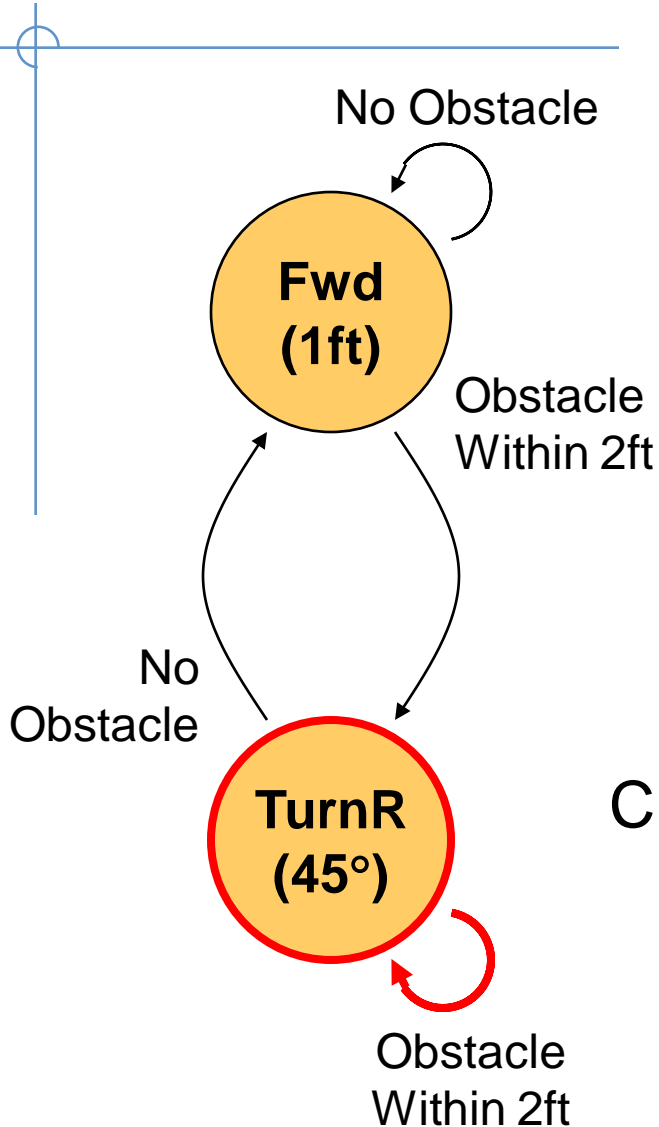 No Obstacle
Fwd
(1ft)
Obstacle
Within 2ft
No
Obstacle
TurnR
(45°)
C
Obstacle
Within 2ft